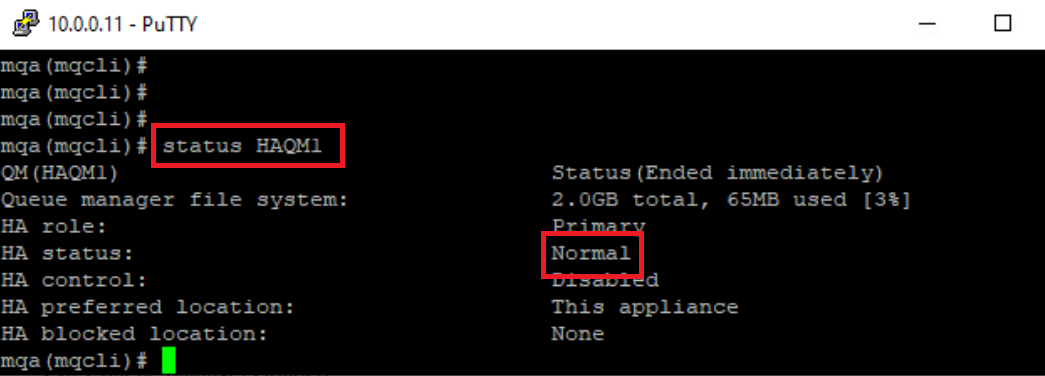 10.0.0.11 - PuTTY
mqa(mqcli)#
mqa(mqcli)#
mqa(mqcli)#
mqa(mqcli)# status HAQM1
QM(HAQM1) Status(Ended immediately)
Queue manager file system: 2.0GB total, 65MB used [3%]
HA role: Primary
HA status: Normal
HA control: Disabled
HA preferred location: This appliance
HA blocked location: None
mqa(mqcli)#